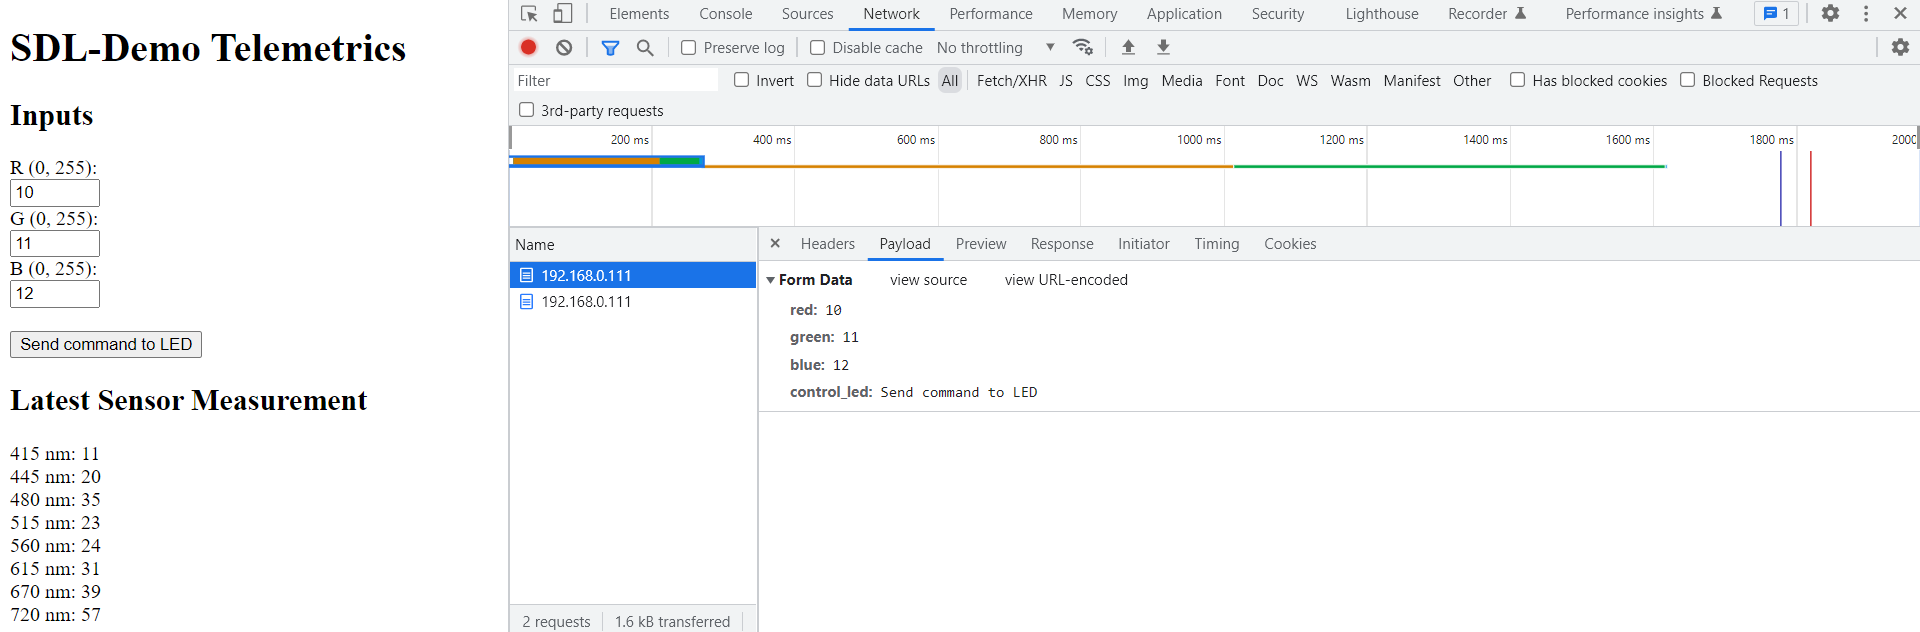 SDL-Demo Telemetrics
Inputs
R (0, 255):
10
G (0, 255):
11
B (0, 255):
12
Send command to LED
Latest Sensor Measurement
415 nm: 11
445 nm: 20
480 nm: 35
515 nm: 23
560 nm: 24
615 nm: 31
670 nm: 39
720 nm: 57
Elements Console Sources Network Performance Memory Application Security Lighthouse Recorder Performance insights 1
Preserve log Disable cache No throttling
Filter Invert Hide data URLs All Fetch/XHR JS CSS Img Media Font Doc WS Wasm Manifest Other Has blocked cookies Blocked Requests
3rd-party requests
200 ms 400 ms 600 ms 800 ms 1000 ms 1200 ms 1400 ms 1600 ms 1800 ms 2000
Name
192.168.0.111
192.168.0.111
2 requests 1.6 kB transferred
Headers Payload Preview Response Initiator Timing Cookies
Form Data view source view URL-encoded
red: 10
green: 11
blue: 12
control_led: Send command to LED